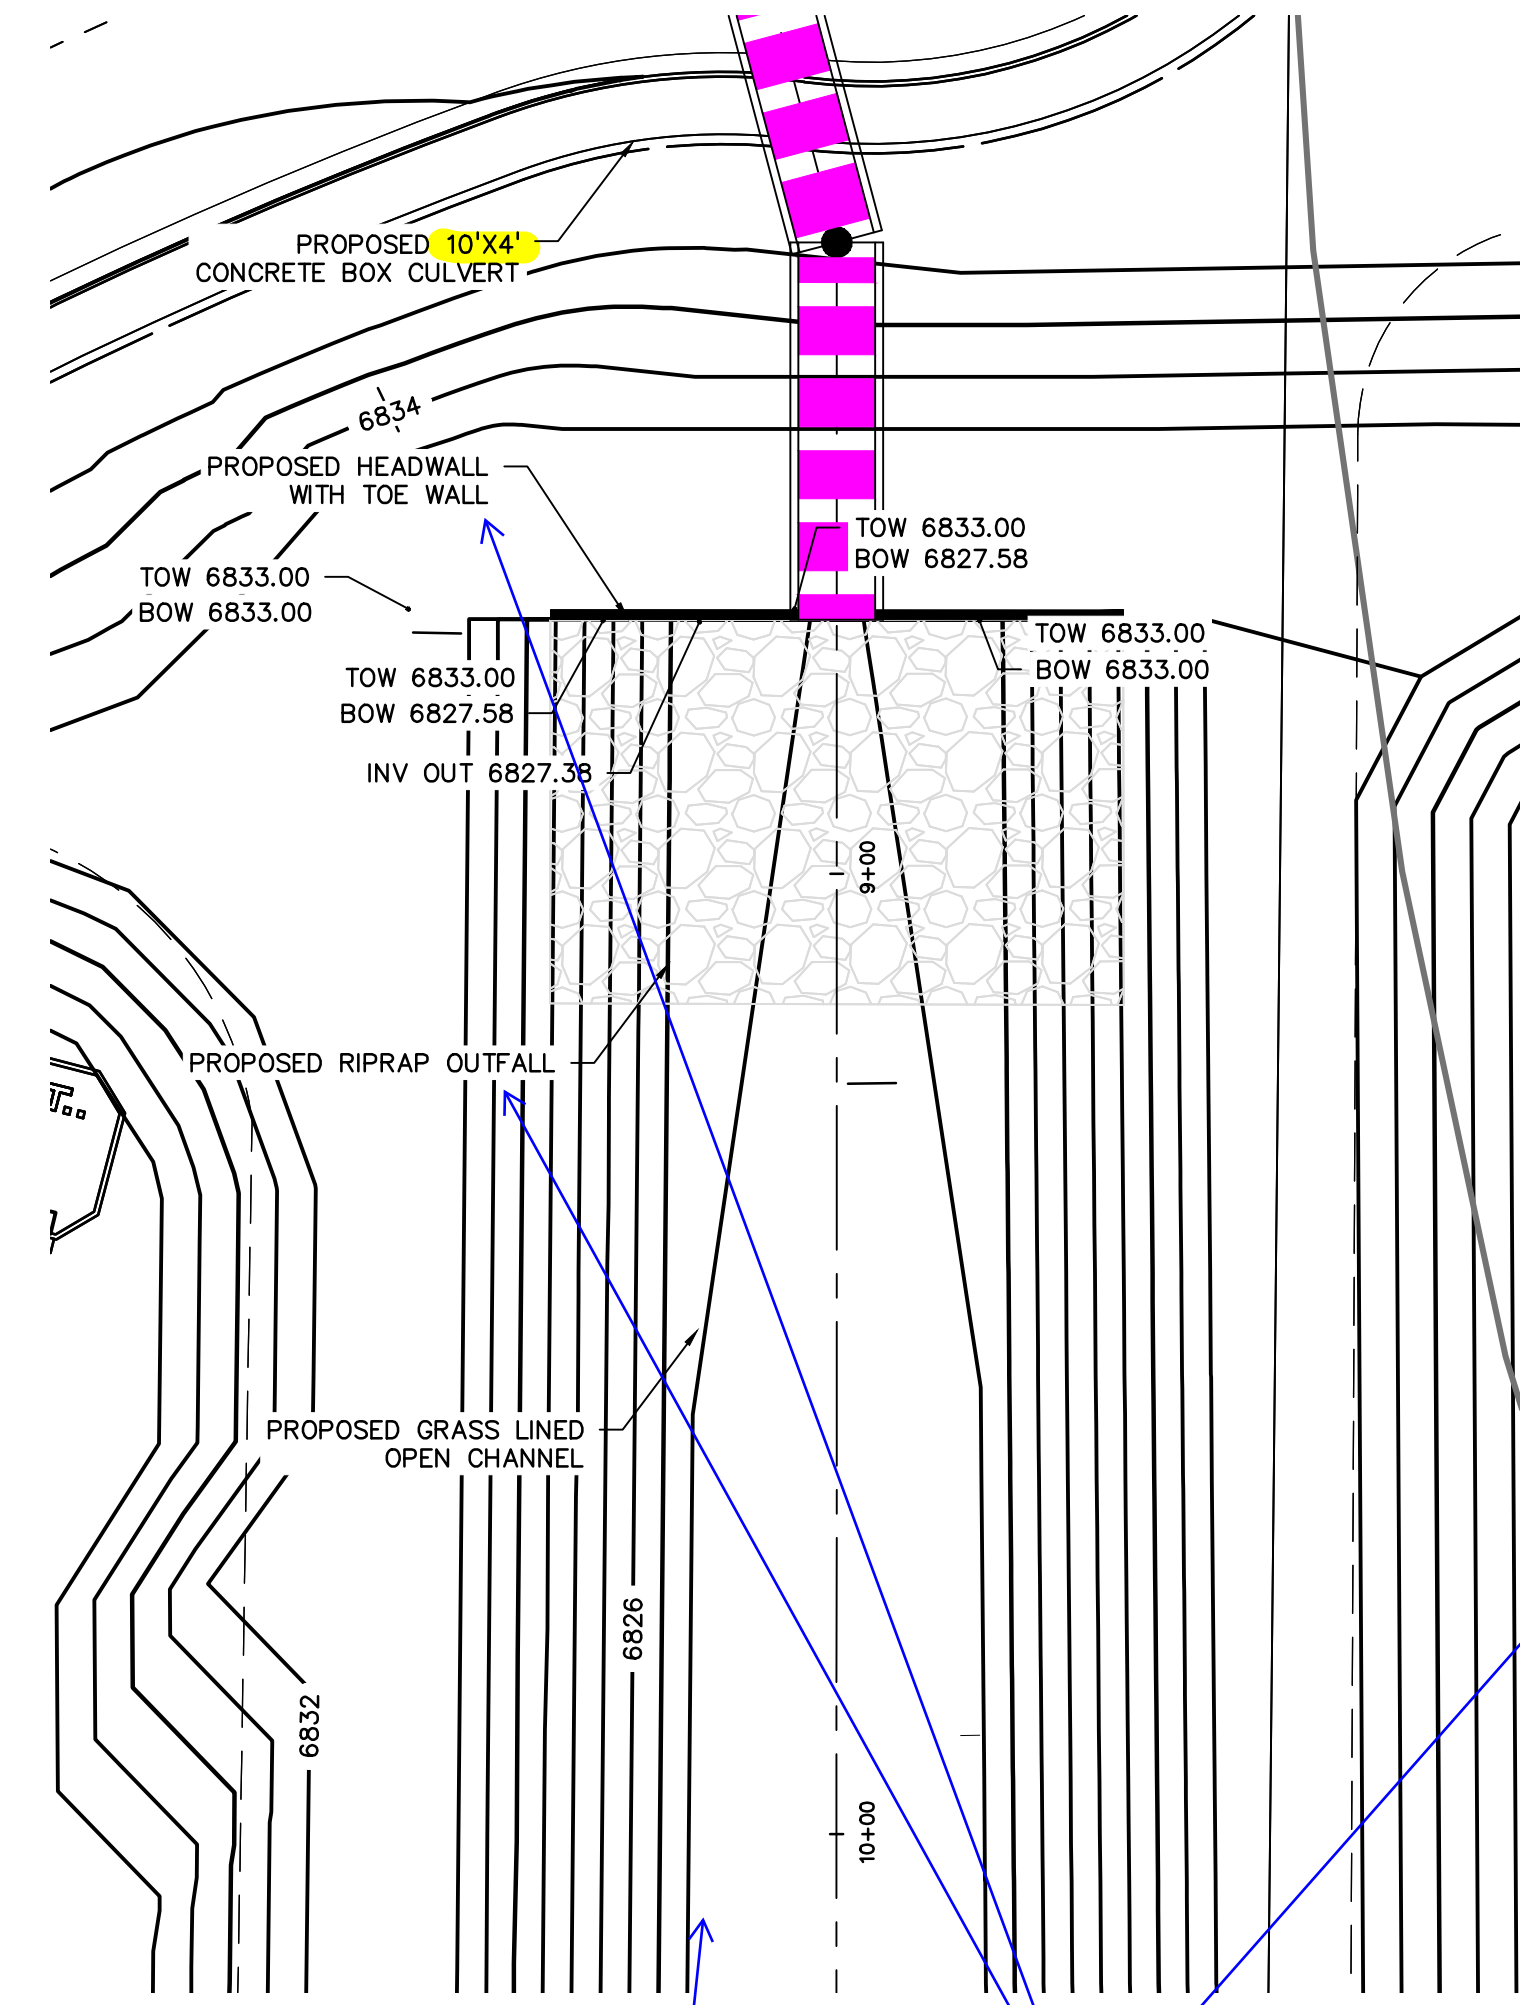 PROPOSED 10'X4'
CONCRETE BOX CULVERT
6834
PROPOSED HEADWALL
WITH TOE WALL
TOW 6833.00
BOW 6827.58
TOW 6833.00
BOW 6833.00
TOW 6833.00
BOW 6833.00
TOW 6833.00
BOW 6827.58
INV OUT 6827.38
9+00
PROPOSED RIPRAP OUTFALL
PROPOSED GRASS LINED
OPEN CHANNEL
6826
6832
10+00